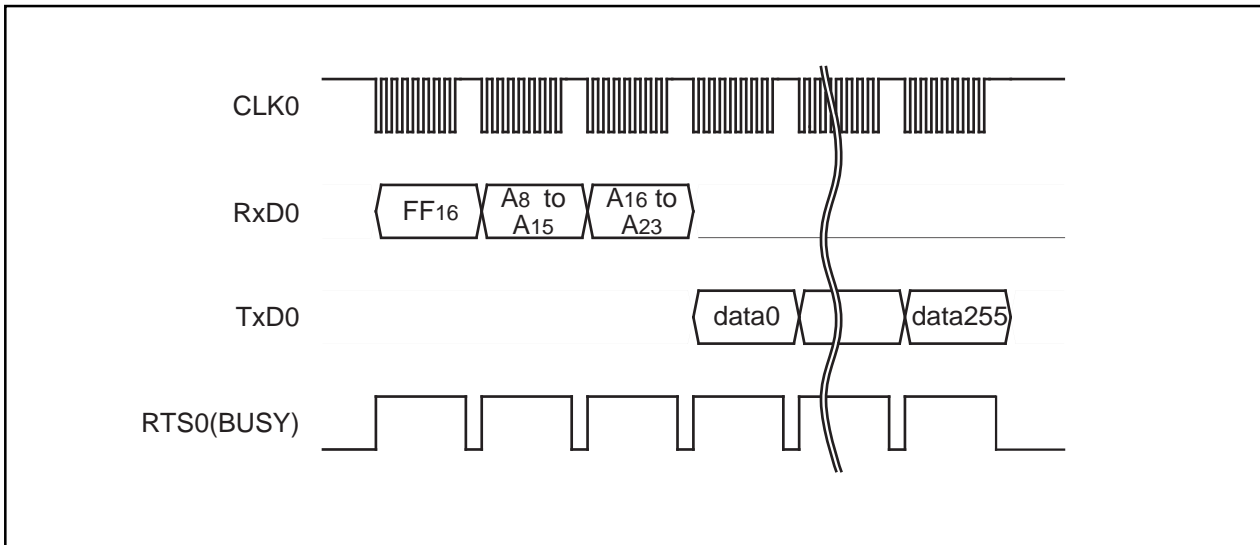 CLK0
RxD0
FF16
A8 to
A15
A16 to
A23
TxD0
data0
data255
RTS0(BUSY)